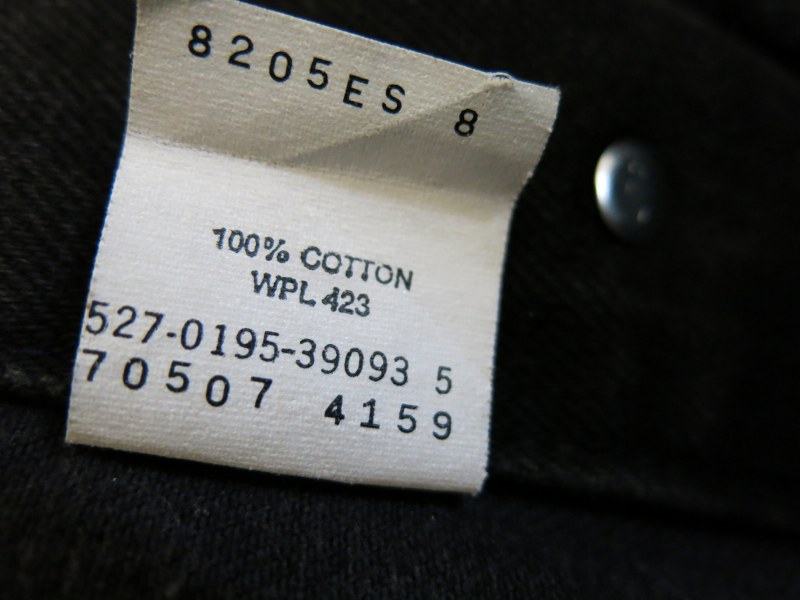 8205ES 8
100% COTTON
WPL 423
527-0195-39093 5
70507 4159